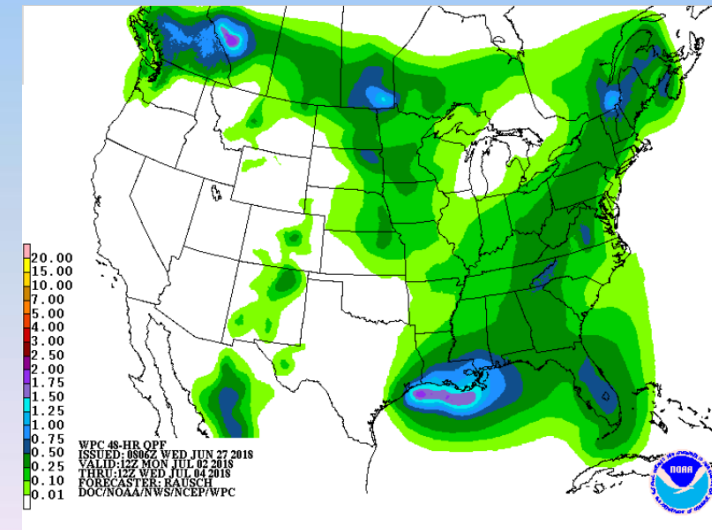 20.00
15.00
10.00
7.00
5.00
4.00
3.00
2.50
2.00
1.75
1.50
1.25
1.00
0.75
0.50
0.25
0.10
0.01
WPC 48-HR QPF
ISSUED: 0806Z WED JUN 27 2018
VALID:12Z MON JUL 02 2018
THRU:12Z WED JUL 04 2018
FORECASTER: RAUSCH
DOC/NOAA/NWS/NCEP/WPC
NOAA